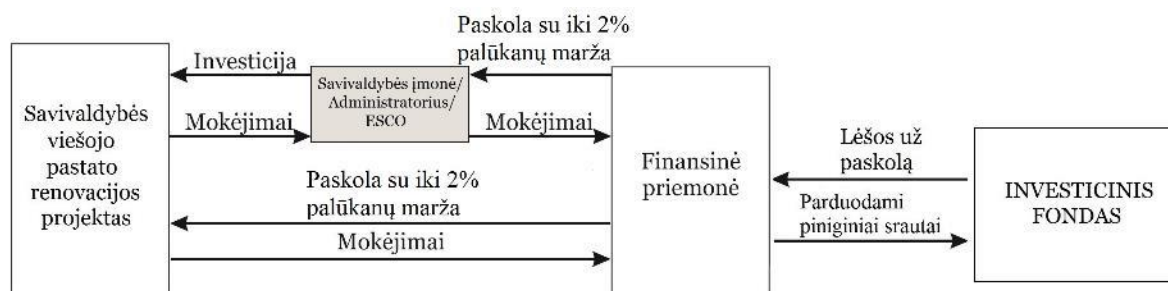 Savivaldybės
viešojo
pastato
renovacijos
projektas
Investicija
Mokėjimai
Savivaldybės įmonė/
Administratorius/
ESCO
Paskola su iki 2%
palūkanų marža
Mokėjimai
Paskola su iki 2%
palūkanų marža
Mokėjimai
Finansinė
priemonė
Lėšos už
paskolą
Parduodami
piniginiai srautai
INVESTICINIS
FONDAS